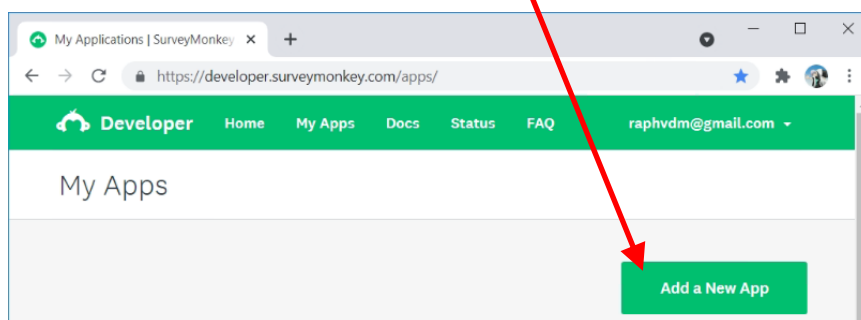 My Applications | SurveyMonkey
https://developer.surveymonkey.com/apps/
Developer Home My Apps Docs Status FAQ raphvdm@gmail.com
My Apps
Add a New App